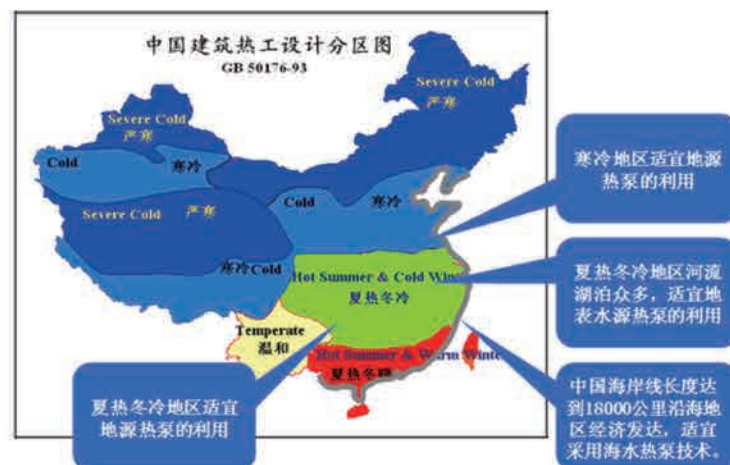 中国建筑热工设计分区图
GB 50176-93
Severe Cold
严寒
Severe Cold
严寒
Cold
寒冷
Cold
寒冷
Severe Cold
严寒
寒冷Cold
Hot Summer & Cold Win
夏热冬冷
Temperate
温和
Hot Summer & Warm Winter
夏热冬暖
寒冷地区适宜地源
热泵的利用
夏热冬冷地区河流
湖泊众多，适宜地
表水源热泵的利用
中国海岸线长度达
到18000公里沿海地
区经济发达，适宜
采用海水热泵技术。
夏热冬冷地区适宜
地源热泵的利用